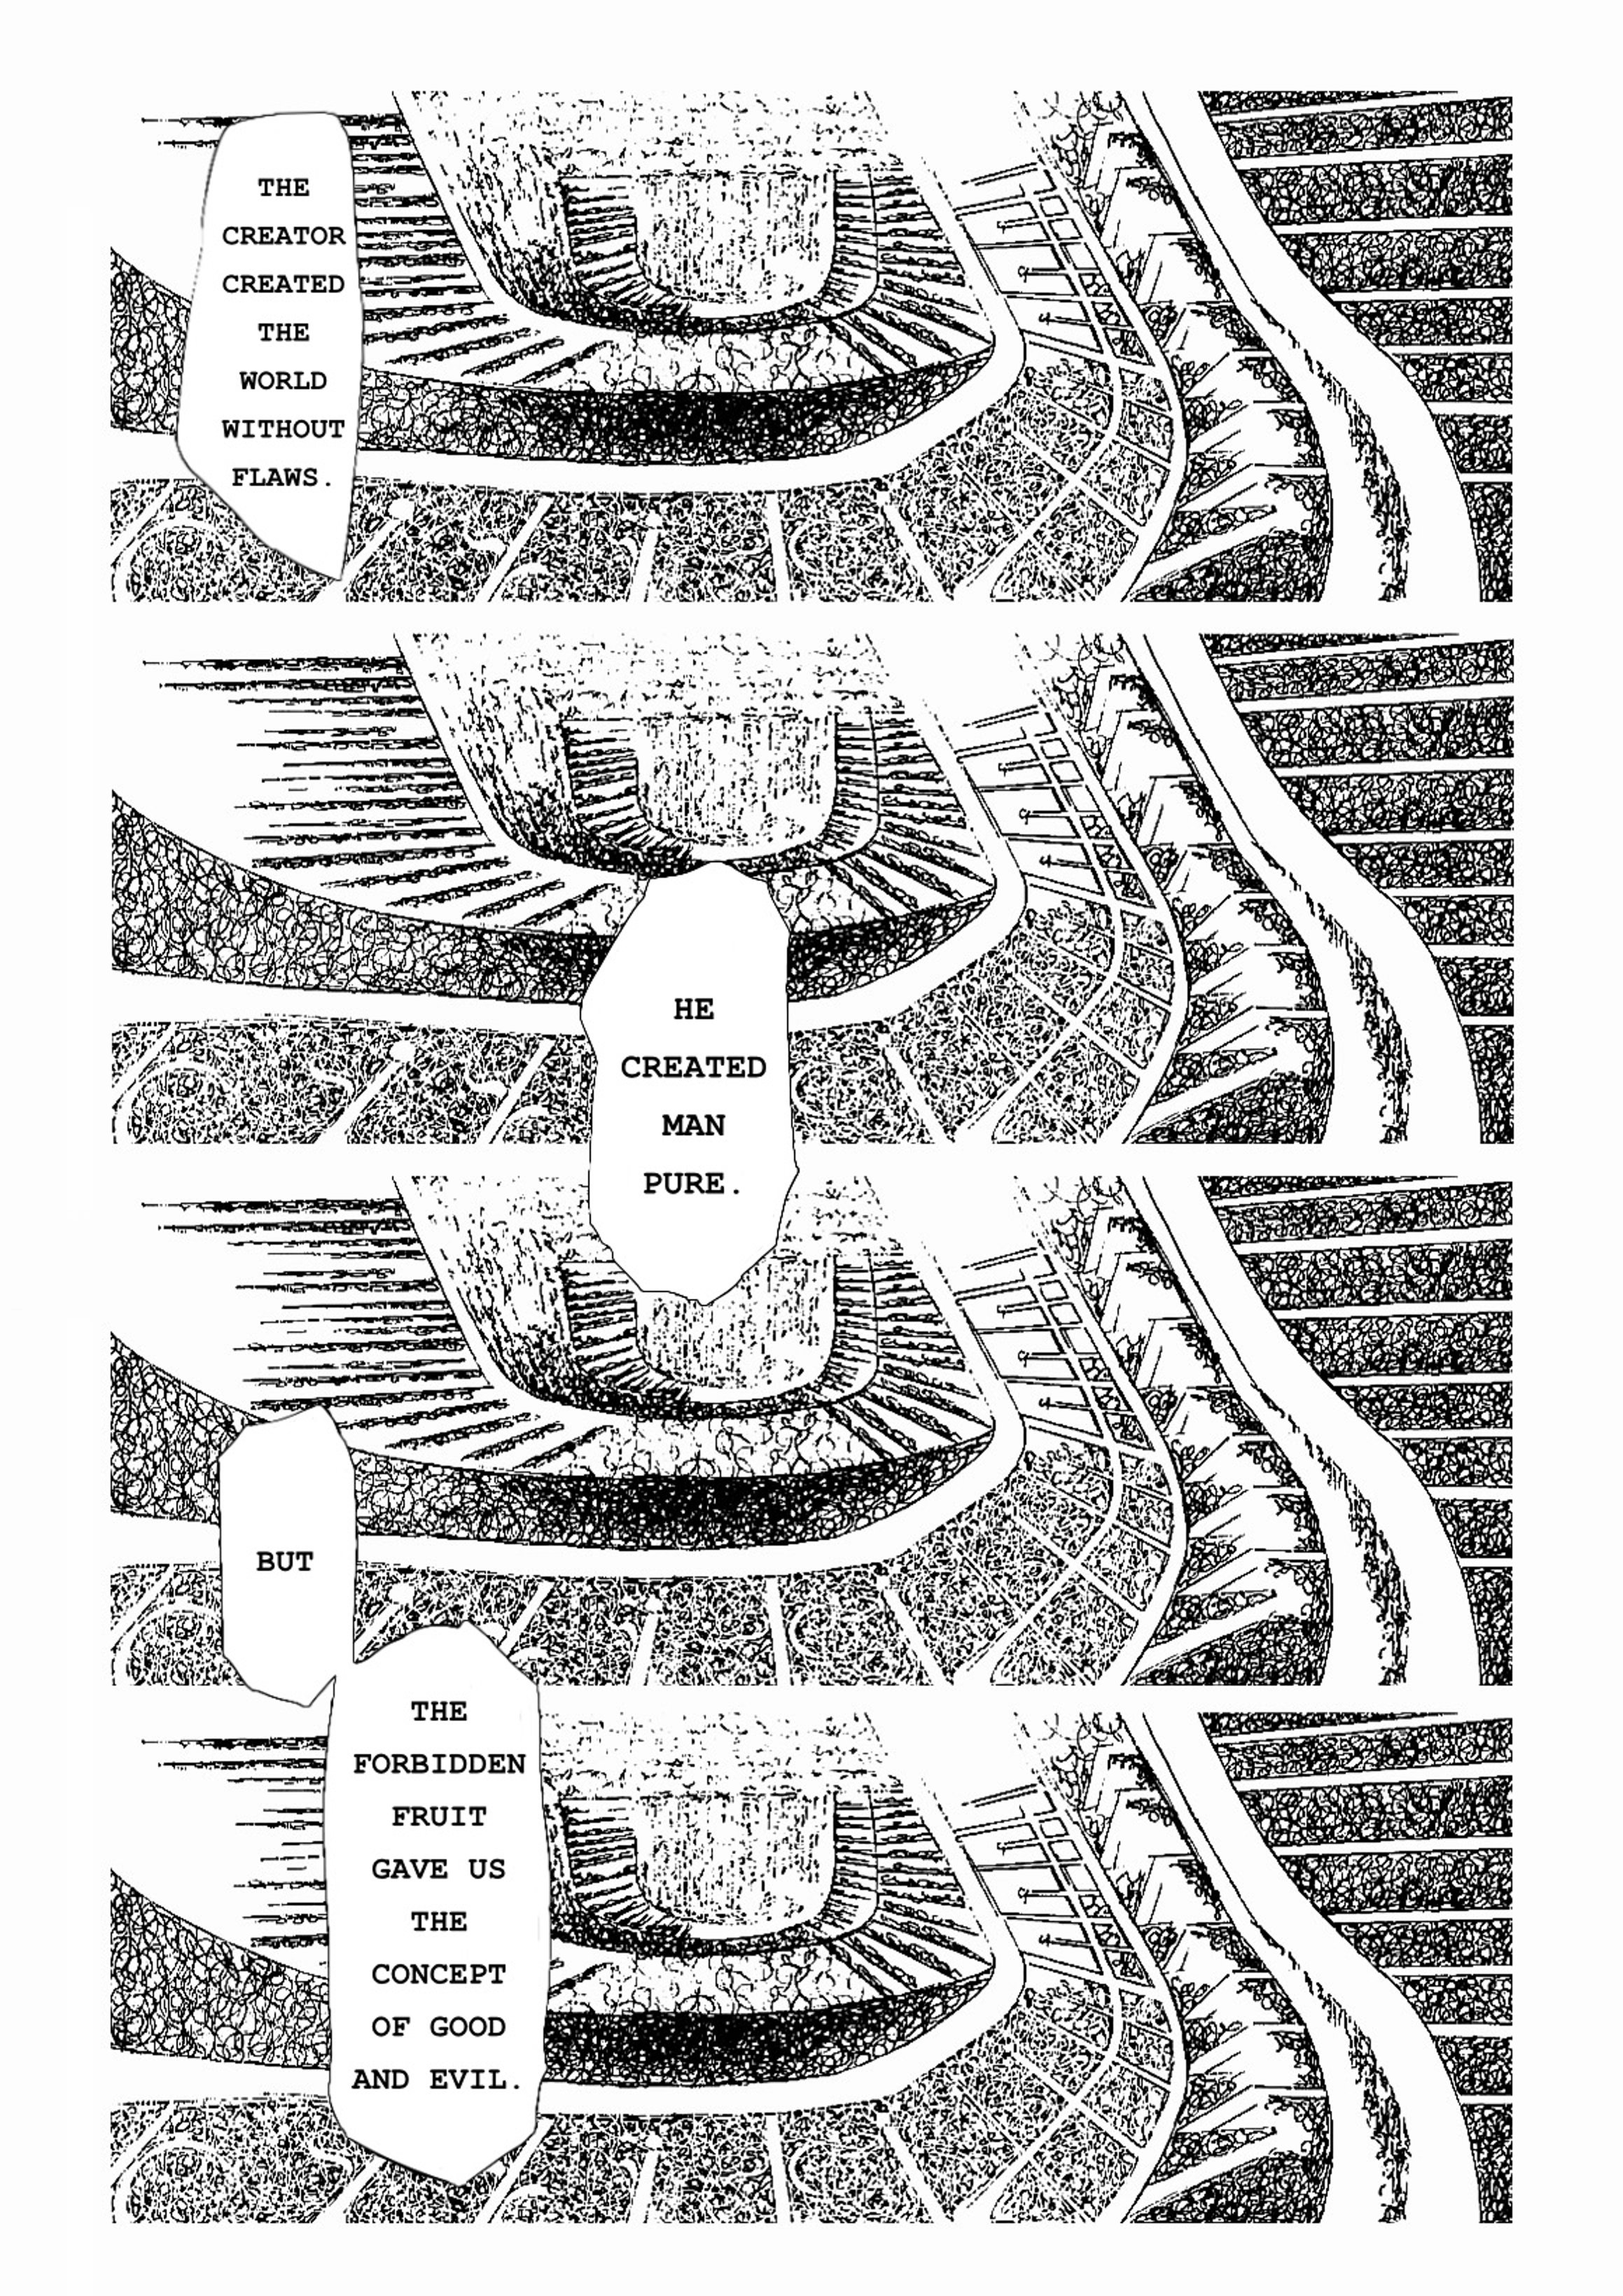 THE
CREATOR
CREATED
THE
WORLD
WITHOUT
FLAWS.
HE
CREATED
MAN
PURE.
BUT
THE
FORBIDDEN
FRUIT
GAVE US
THE
CONCEPT
OF GOOD
AND EVIL.